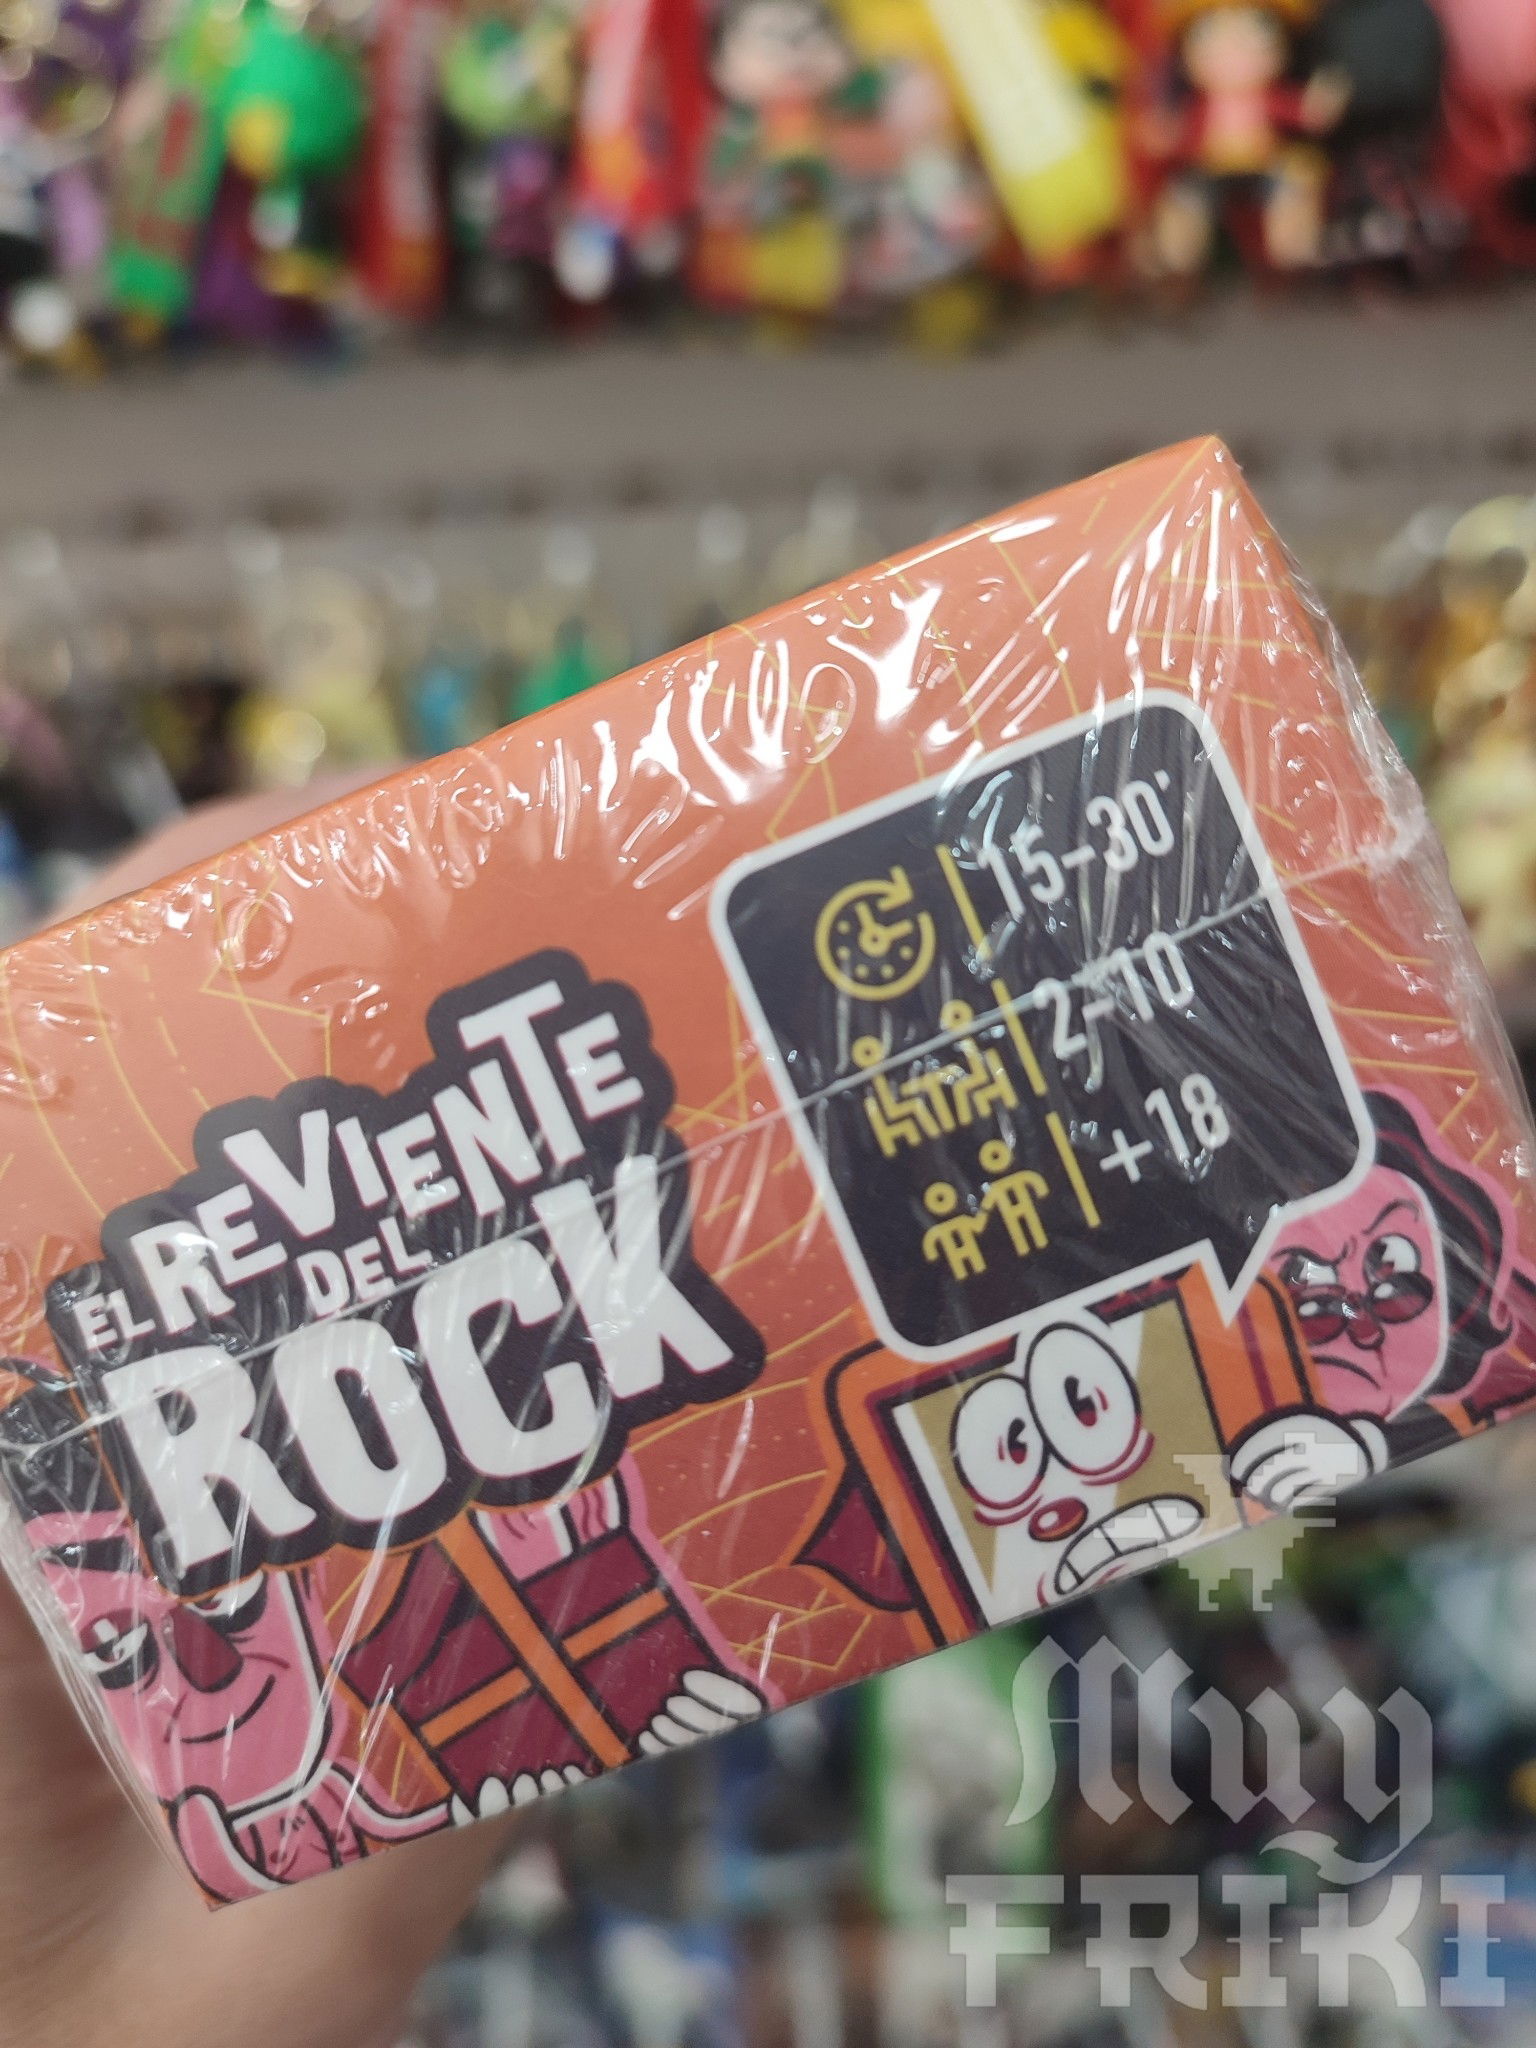 EL REVIENTE
DEL
ROCK
15-30'
2-10
+18
Muy
FRIKI